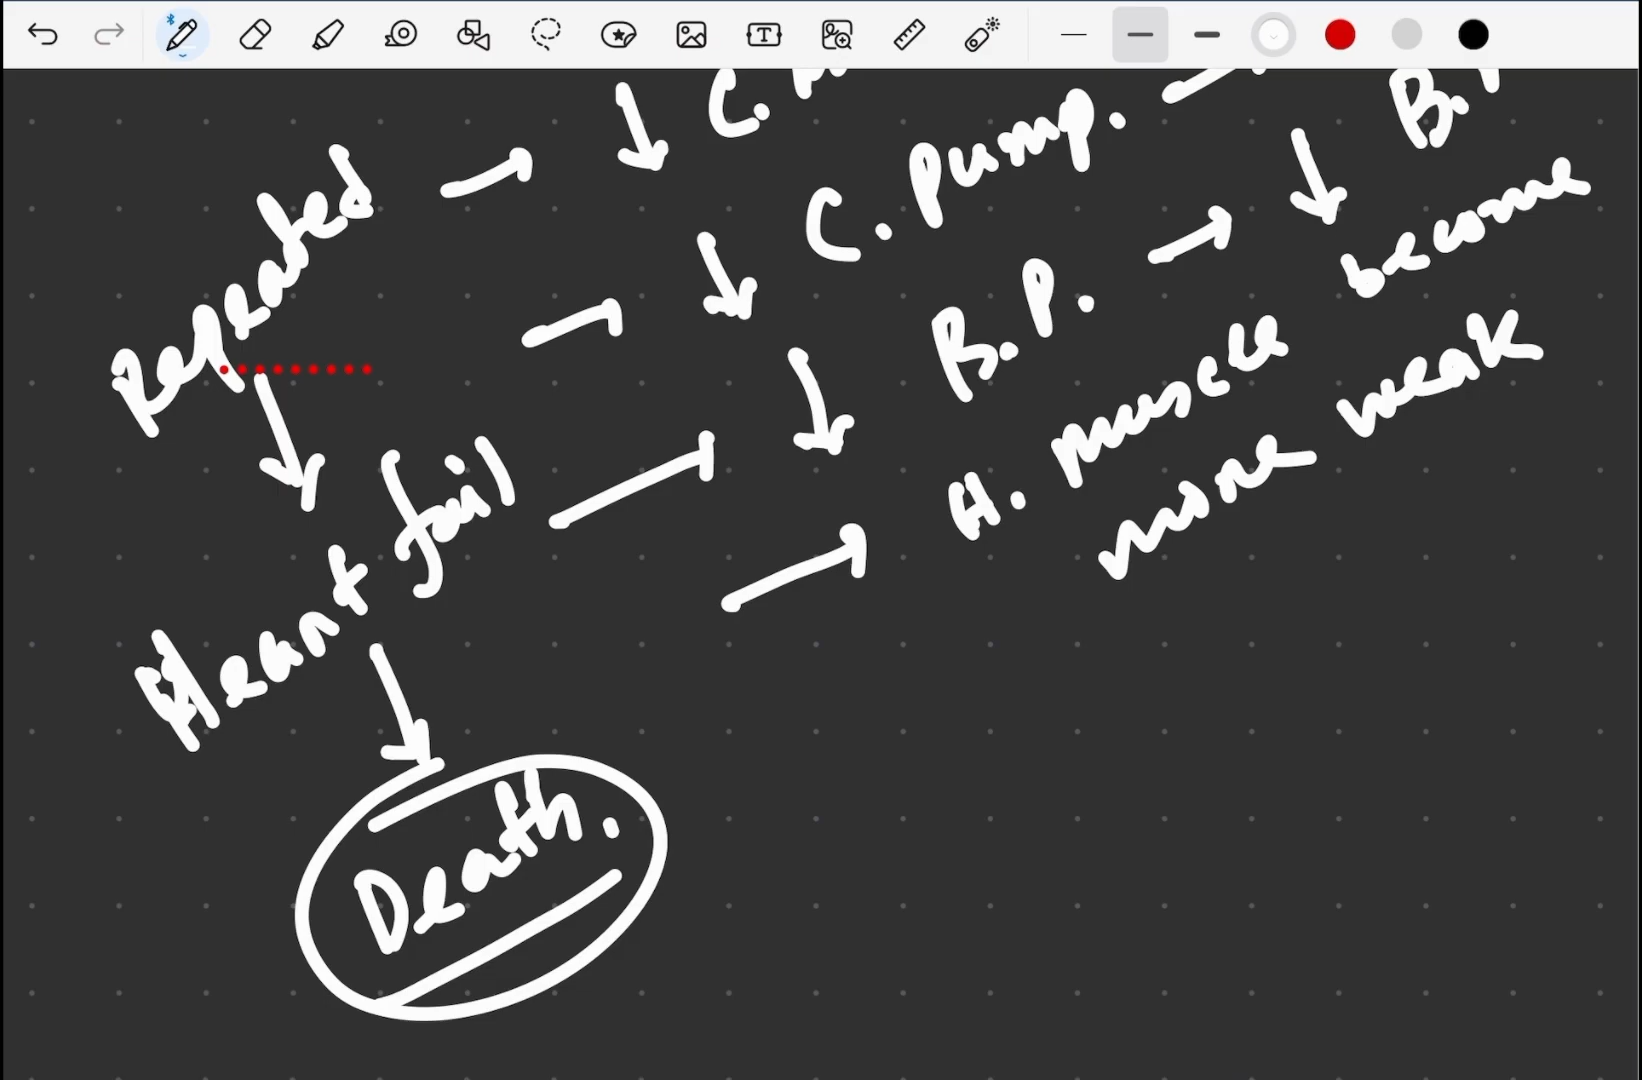 → ↓ C.
Repeated → ↓ C. Pump. → ↓ B.
↓
Heart fail → ↓ B.P. → ↓
→ H. muscle become
more weak
↓
Death.